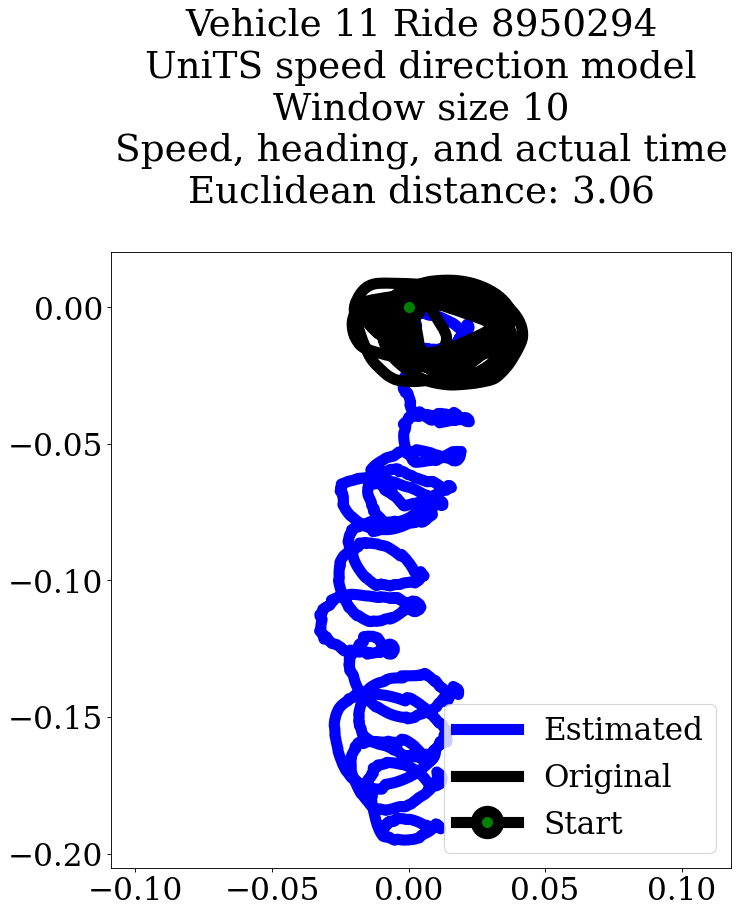 Vehicle 11 Ride 8950294
UniTS speed direction model
Window size 10
Speed, heading, and actual time
Euclidean distance: 3.06
0.00
−0.05
−0.10
−0.15
−0.20
−0.10
−0.05
0.00
0.05
0.10
Estimated
Original
Start